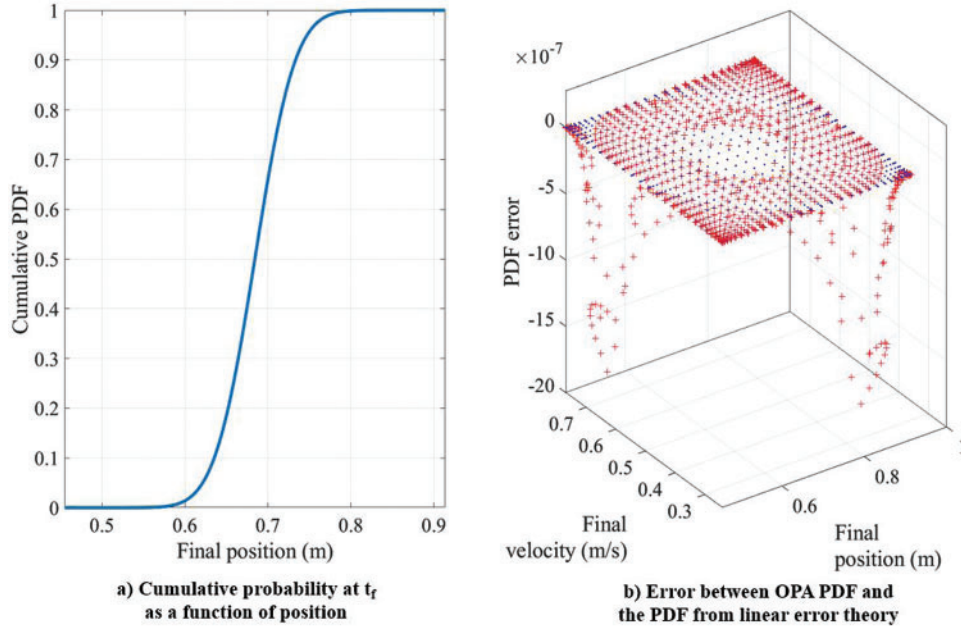 1
0.9
0.8
0.7
0.6
0.5
0.4
0.3
0.2
0.1
0
Cumulative PDF
0.5
0.6
0.7
0.8
0.9
Final position (m)
a) Cumulative probability at t_f
as a function of position
×10⁻⁷
0
-5
-10
-15
-20
PDF error
0.7
0.6
0.5
0.4
0.3
Final
velocity (m/s)
0.6
0.8
Final
position (m)
b) Error between OPA PDF and
the PDF from linear error theory